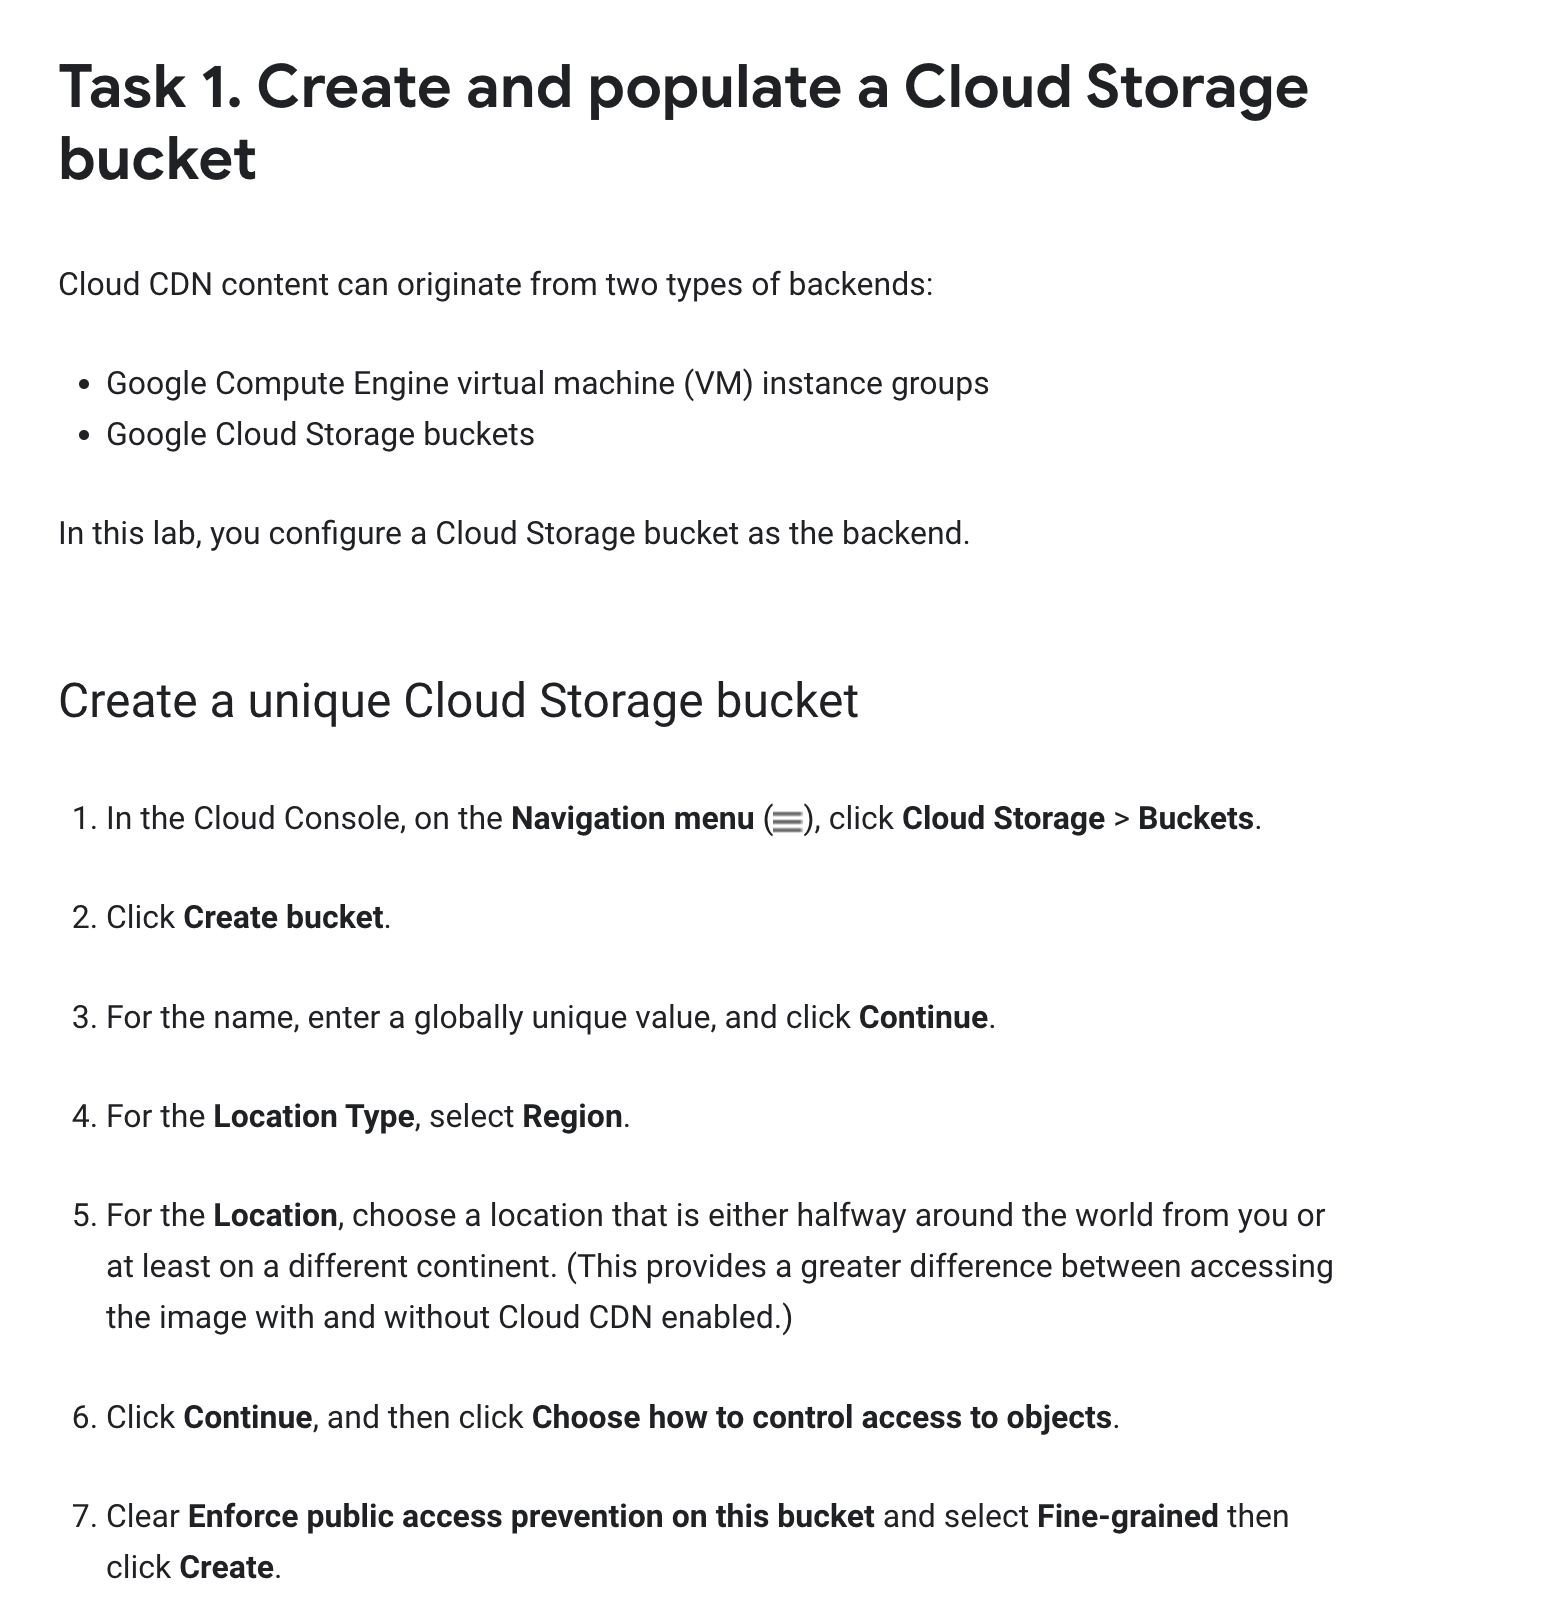 Task 1. Create and populate a Cloud Storage
bucket
Cloud CDN content can originate from two types of backends:
• Google Compute Engine virtual machine (VM) instance groups
• Google Cloud Storage buckets
In this lab, you configure a Cloud Storage bucket as the backend.
Create a unique Cloud Storage bucket
1. In the Cloud Console, on the Navigation menu (☰), click Cloud Storage > Buckets.
2. Click Create bucket.
3. For the name, enter a globally unique value, and click Continue.
4. For the Location Type, select Region.
5. For the Location, choose a location that is either halfway around the world from you or
at least on a different continent. (This provides a greater difference between accessing
the image with and without Cloud CDN enabled.)
6. Click Continue, and then click Choose how to control access to objects.
7. Clear Enforce public access prevention on this bucket and select Fine-grained then
click Create.